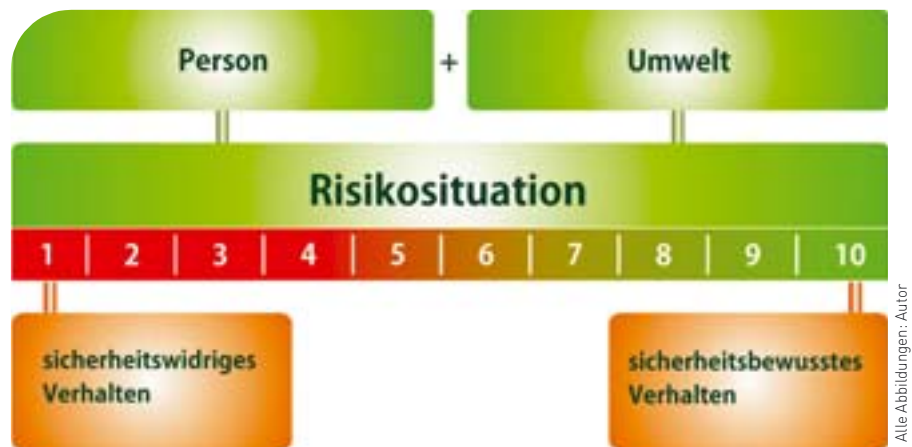 Person + Umwelt
Risikosituation
1 2 3 4 5 6 7 8 9 10
sicherheitswidriges
Verhalten
sicherheitsbewusstes
Verhalten
Alle Abbildungen: Autor